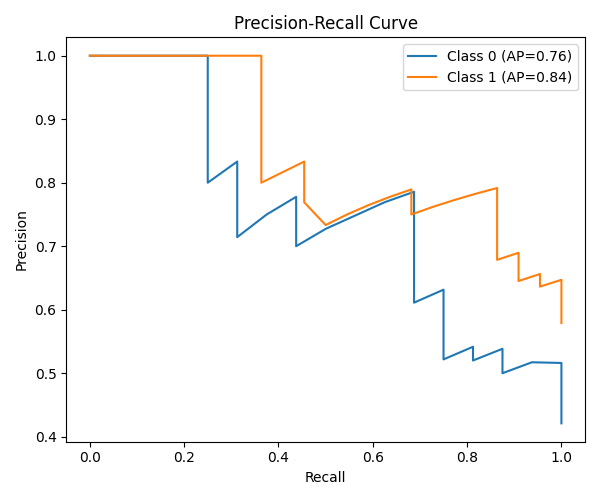 Precision-Recall Curve
Class 0 (AP=0.76)
Class 1 (AP=0.84)
Precision
1.0
0.9
0.8
0.7
0.6
0.5
0.4
0.0 0.2 0.4 0.6 0.8 1.0
Recall